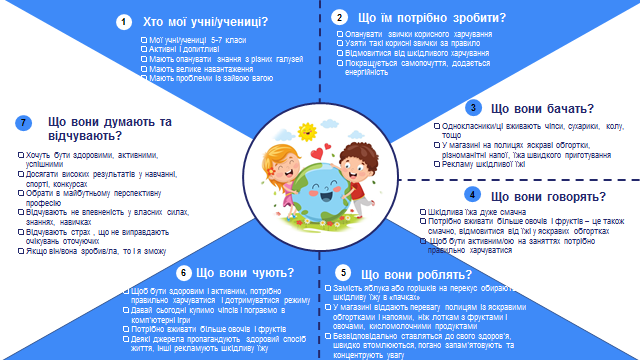 1 Хто мої учні/учениці?
❑ Мої учні/учениці 5-7 класи
❑ Активні і допитливі
❑ Мають опанувати знання з різних галузей
❑ Мають велике навантаження
❑ Мають проблеми із зайвою вагою
2 Що їм потрібно зробити?
❑ Опанувати звички корисного харчування
❑ Узяти такі корисні звички за правило
❑ Відмовитися від шкідливого харчування
❑ Покращується самопочуття, додається
енергійність
3 Що вони бачать?
❑ Однокласники/ці вживають чіпси, сухарики, колу,
тощо
❑ У магазині на полицях яскраві обгортки,
різноманітні напої, їжа швидкого приготування
❑ Рекламу шкідливої їжі
4 Що вони говорять?
❑ Шкідлива їжа дуже смачна
❑ Потрібно вживати більше овочів і фруктів – це також
смачно, відмовитися від їжі у яскравих обгортках
❑ Щоб бути активним/ою на заняттях потрібно
правильно харчуватися
5 Що вони роблять?
❑ Замість яблука або горішків на перекус обирають
шкідливу їжу в «пачках»
❑ У магазині віддають перевагу полицям із яскравими
обгортками і напоями, ніж лоткам з фруктами і
овочами, кисломолочними продуктами
❑ Безвідповідально ставляться до свого здоров'я,
швидко втомлюються, погано запам'ятовують та
концентрують увагу
6 Що вони чують?
❑ Щоб бути здоровим і активним, потрібно
правильно харчуватися і дотримуватися режиму
❑ Давай сьогодні купимо чіпсів і пограємо в
комп'ютерні ігри
❑ Потрібно вживати більше овочів і фруктів
❑ Деякі джерела пропагандують здоровий спосіб
життя, інші рекламують шкідливу їжу
7 Що вони думають та
відчувають?
❑ Хочуть бути здоровими, активними,
успішними
❑ Досягати високих результатів у навчанні,
спорті, конкурсах
❑ Обрати в майбутньому перспективну
професію
❑ Відчувають не впевненість у власних силах,
знаннях, навичках
❑ Відчувають страх , що не виправдають
очікувань оточуючих
❑ Якщо він/вона зробив/ла, то і я зможу